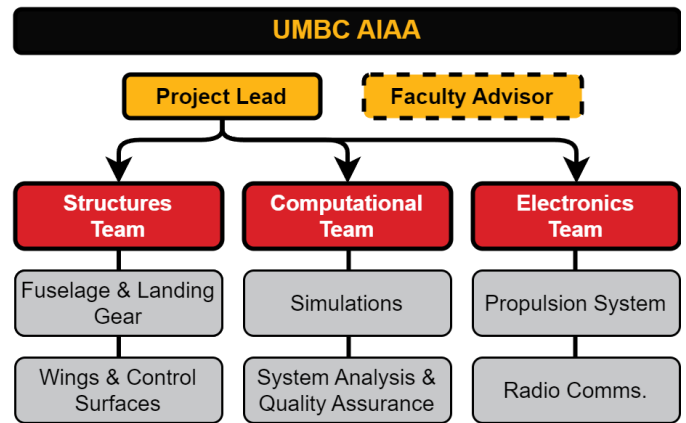 UMBC AIAA
Project Lead
Faculty Advisor
Structures
Team
Computational
Team
Electronics
Team
Fuselage & Landing
Gear
Simulations
Propulsion System
Wings & Control
Surfaces
System Analysis &
Quality Assurance
Radio Comms.